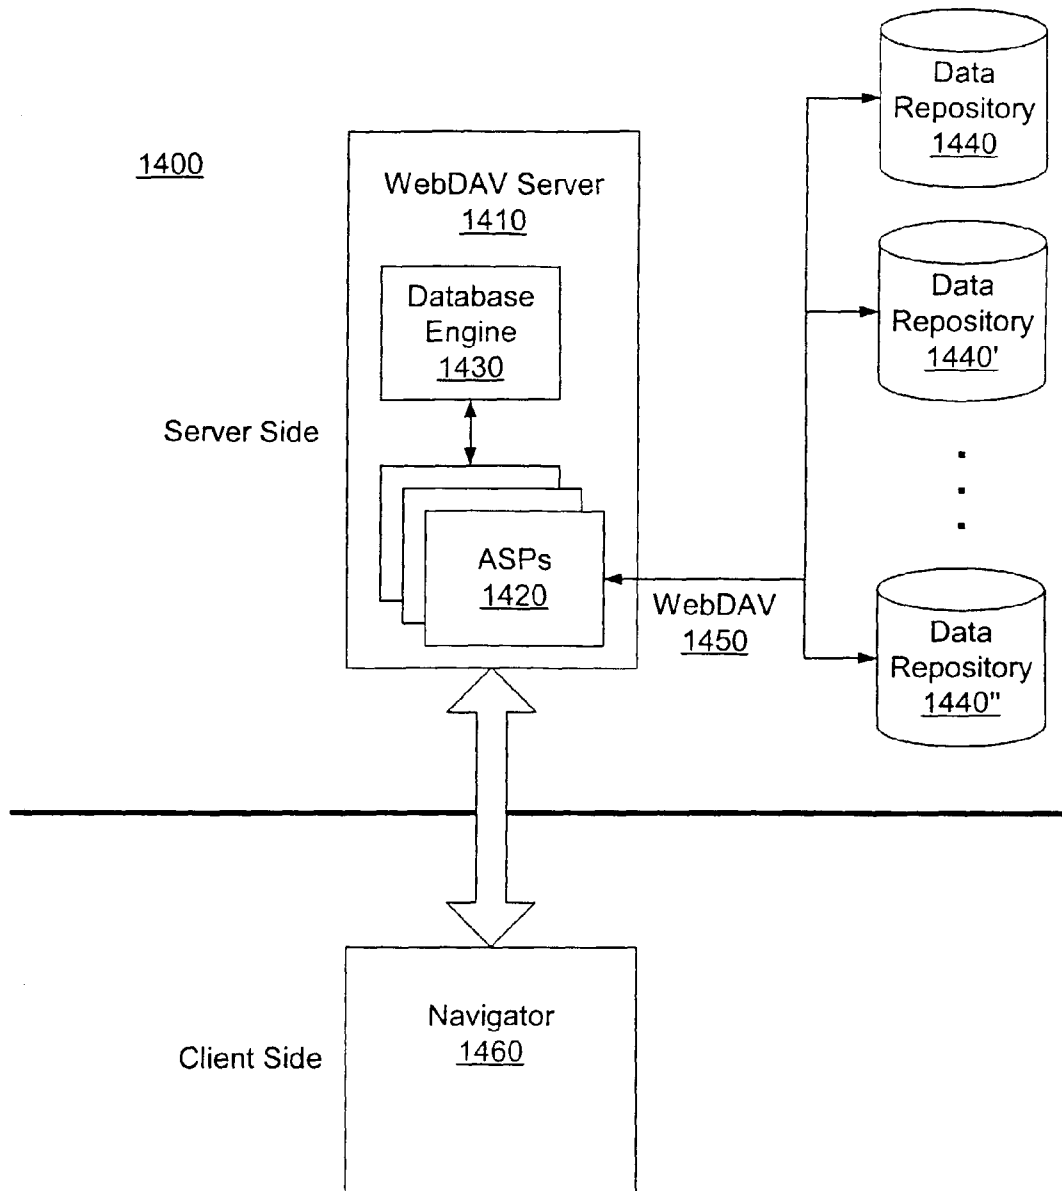 1400
WebDAV Server
1410
Database
Engine
1430
Server Side
ASPs
1420
WebDAV
1450
Data
Repository
1440
Data
Repository
1440'
Data
Repository
1440"
Navigator
1460
Client Side